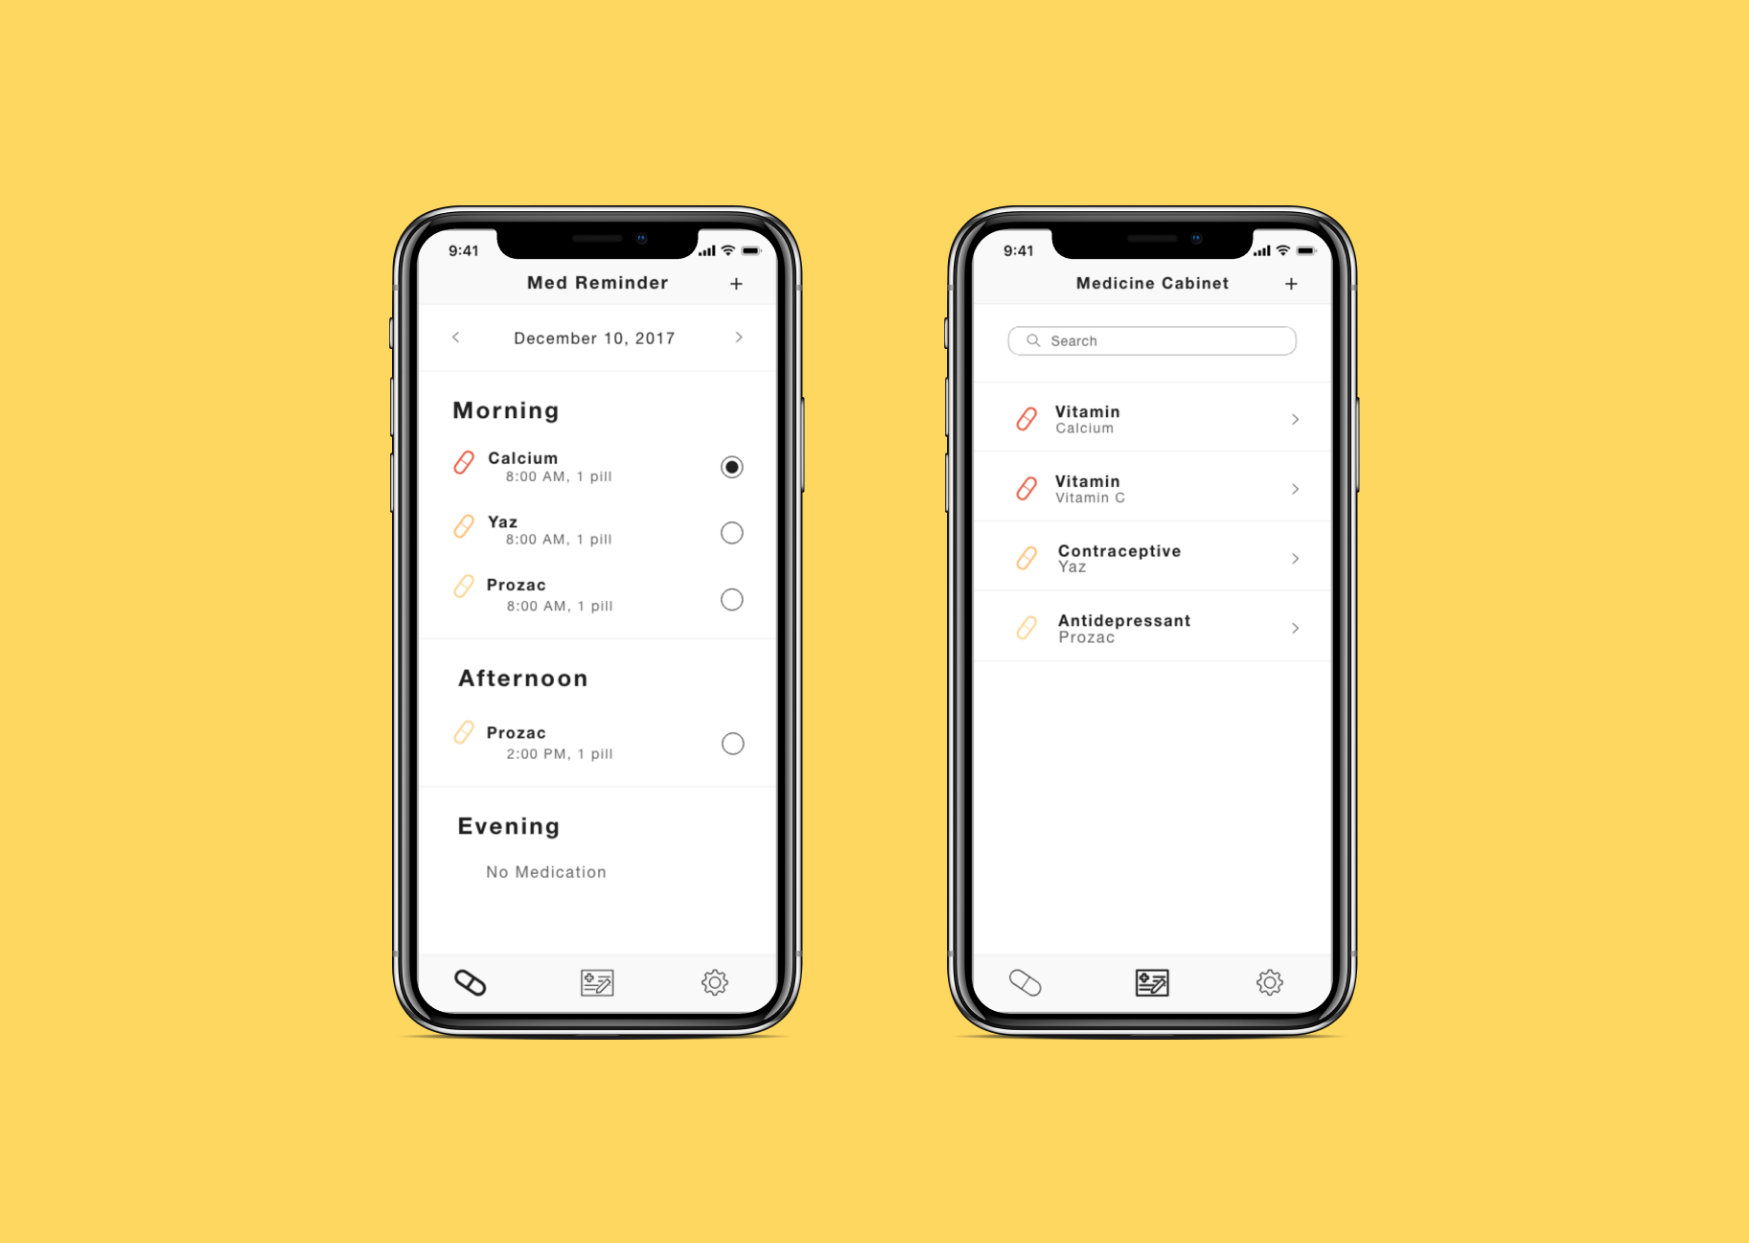 9:41
Med Reminder
+
December 10, 2017
Morning
Calcium
8:00 AM, 1 pill
Yaz
8:00 AM, 1 pill
Prozac
8:00 AM, 1 pill
Afternoon
Prozac
2:00 PM, 1 pill
Evening
No Medication
9:41
Medicine Cabinet
+
Search
Vitamin
Calcium
Vitamin
Vitamin C
Contraceptive
Yaz
Antidepressant
Prozac